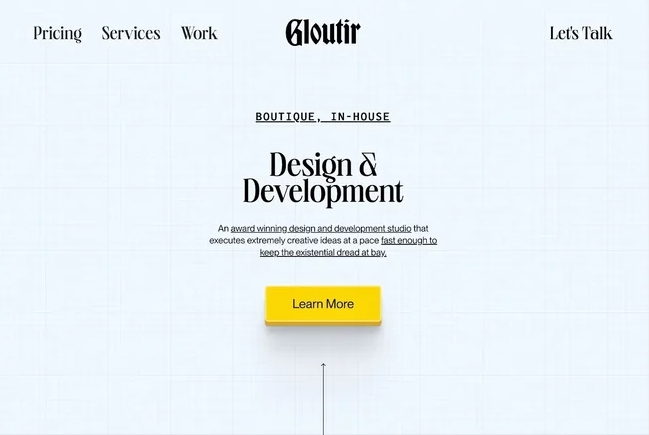 Pricing Services Work Gloutir Let's Talk
BOUTIQUE, IN-HOUSE
Design &
Development
An award winning design and development studio that
executes extremely creative ideas at a pace fast enough to
keep the existential dread at bay.
Learn More